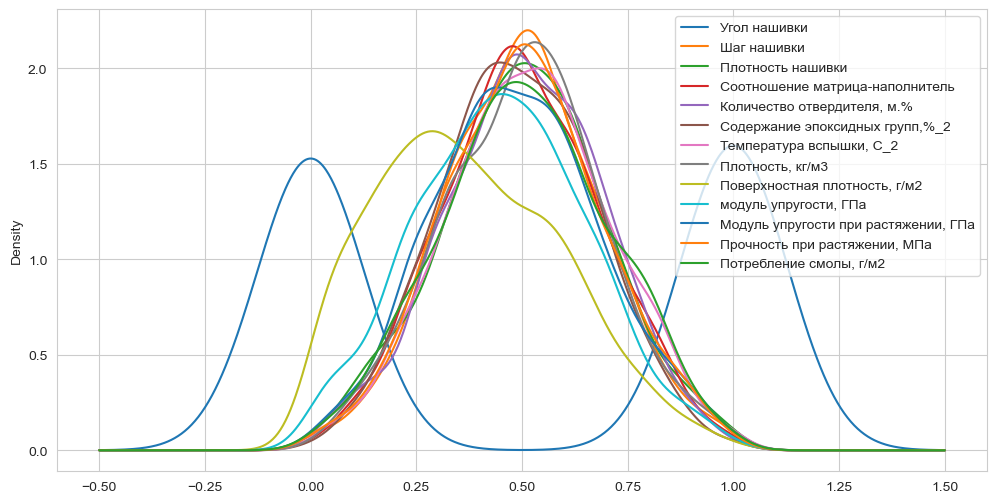 Density
2.0
1.5
1.0
0.5
0.0
-0.50
-0.25
0.00
0.25
0.50
0.75
1.00
1.25
1.50
Угол нашивки
Шаг нашивки
Плотность нашивки
Соотношение матрица-наполнитель
Количество отвердителя, м.%
Содержание эпоксидных групп,%_2
Температура вспышки, С_2
Плотность, кг/м3
Поверхностная плотность, г/м2
модуль упругости, ГПа
Модуль упругости при растяжении, ГПа
Прочность при растяжении, МПа
Потребление смолы, г/м2